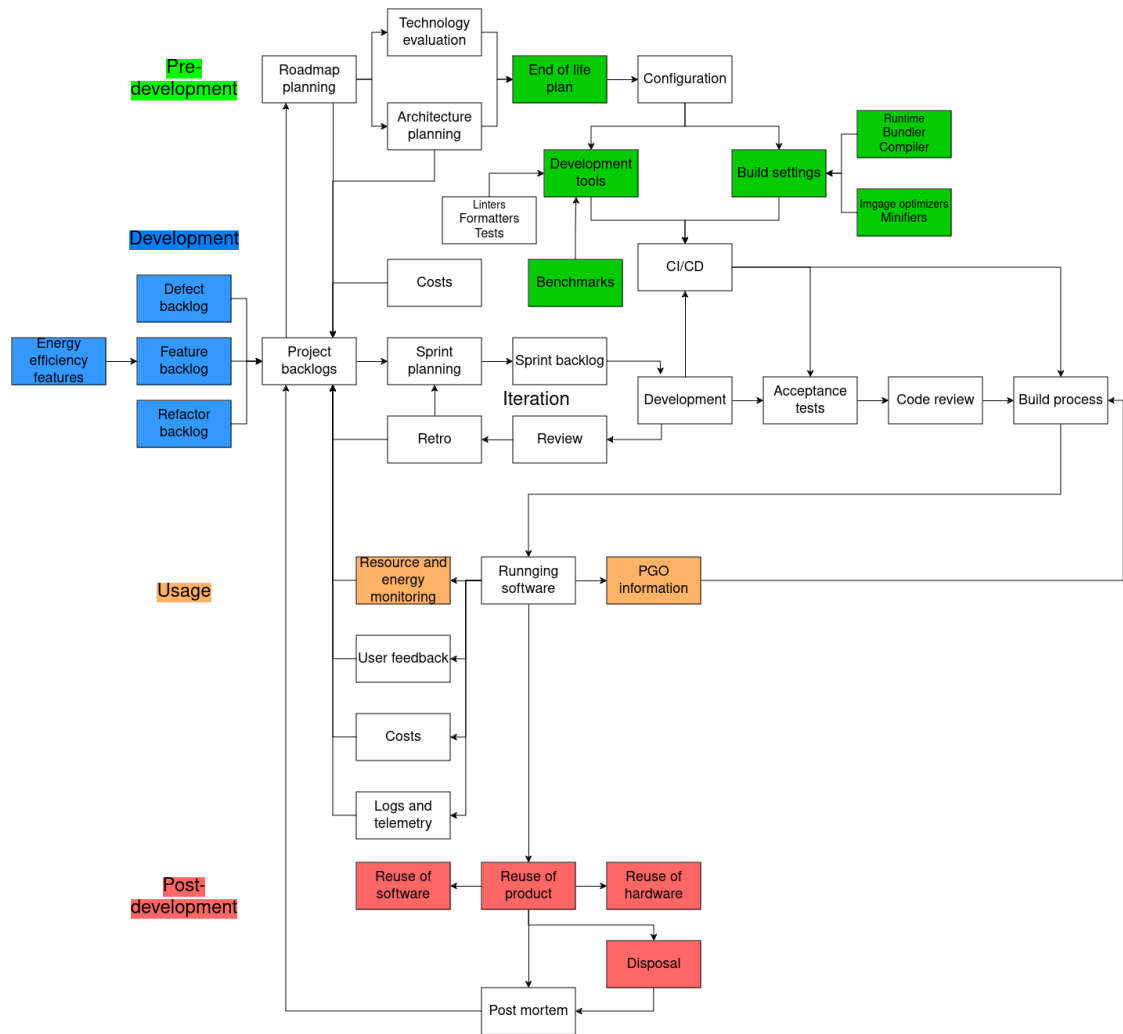 Technology
evaluation
Pre-
development
Roadmap
planning
End of life
plan
Configuration
Architecture
planning
Runtime
Bundler
Compiler
Development
tools
Build settings
Linters
Formatters
Tests
Imgage optimizers
Minifiers
Development
Costs
Benchmarks
CI/CD
Defect
backlog
Energy
efficiency
features
Feature
backlog
Project
backlogs
Sprint
planning
Sprint backlog
Iteration
Development
Acceptance
tests
Code review
Build process
Refactor
backlog
Retro
Review
Usage
Resource and
energy
monitoring
Runnging
software
PGO
information
User feedback
Costs
Logs and
telemetry
Post-
development
Reuse of
software
Reuse of
product
Reuse of
hardware
Disposal
Post mortem